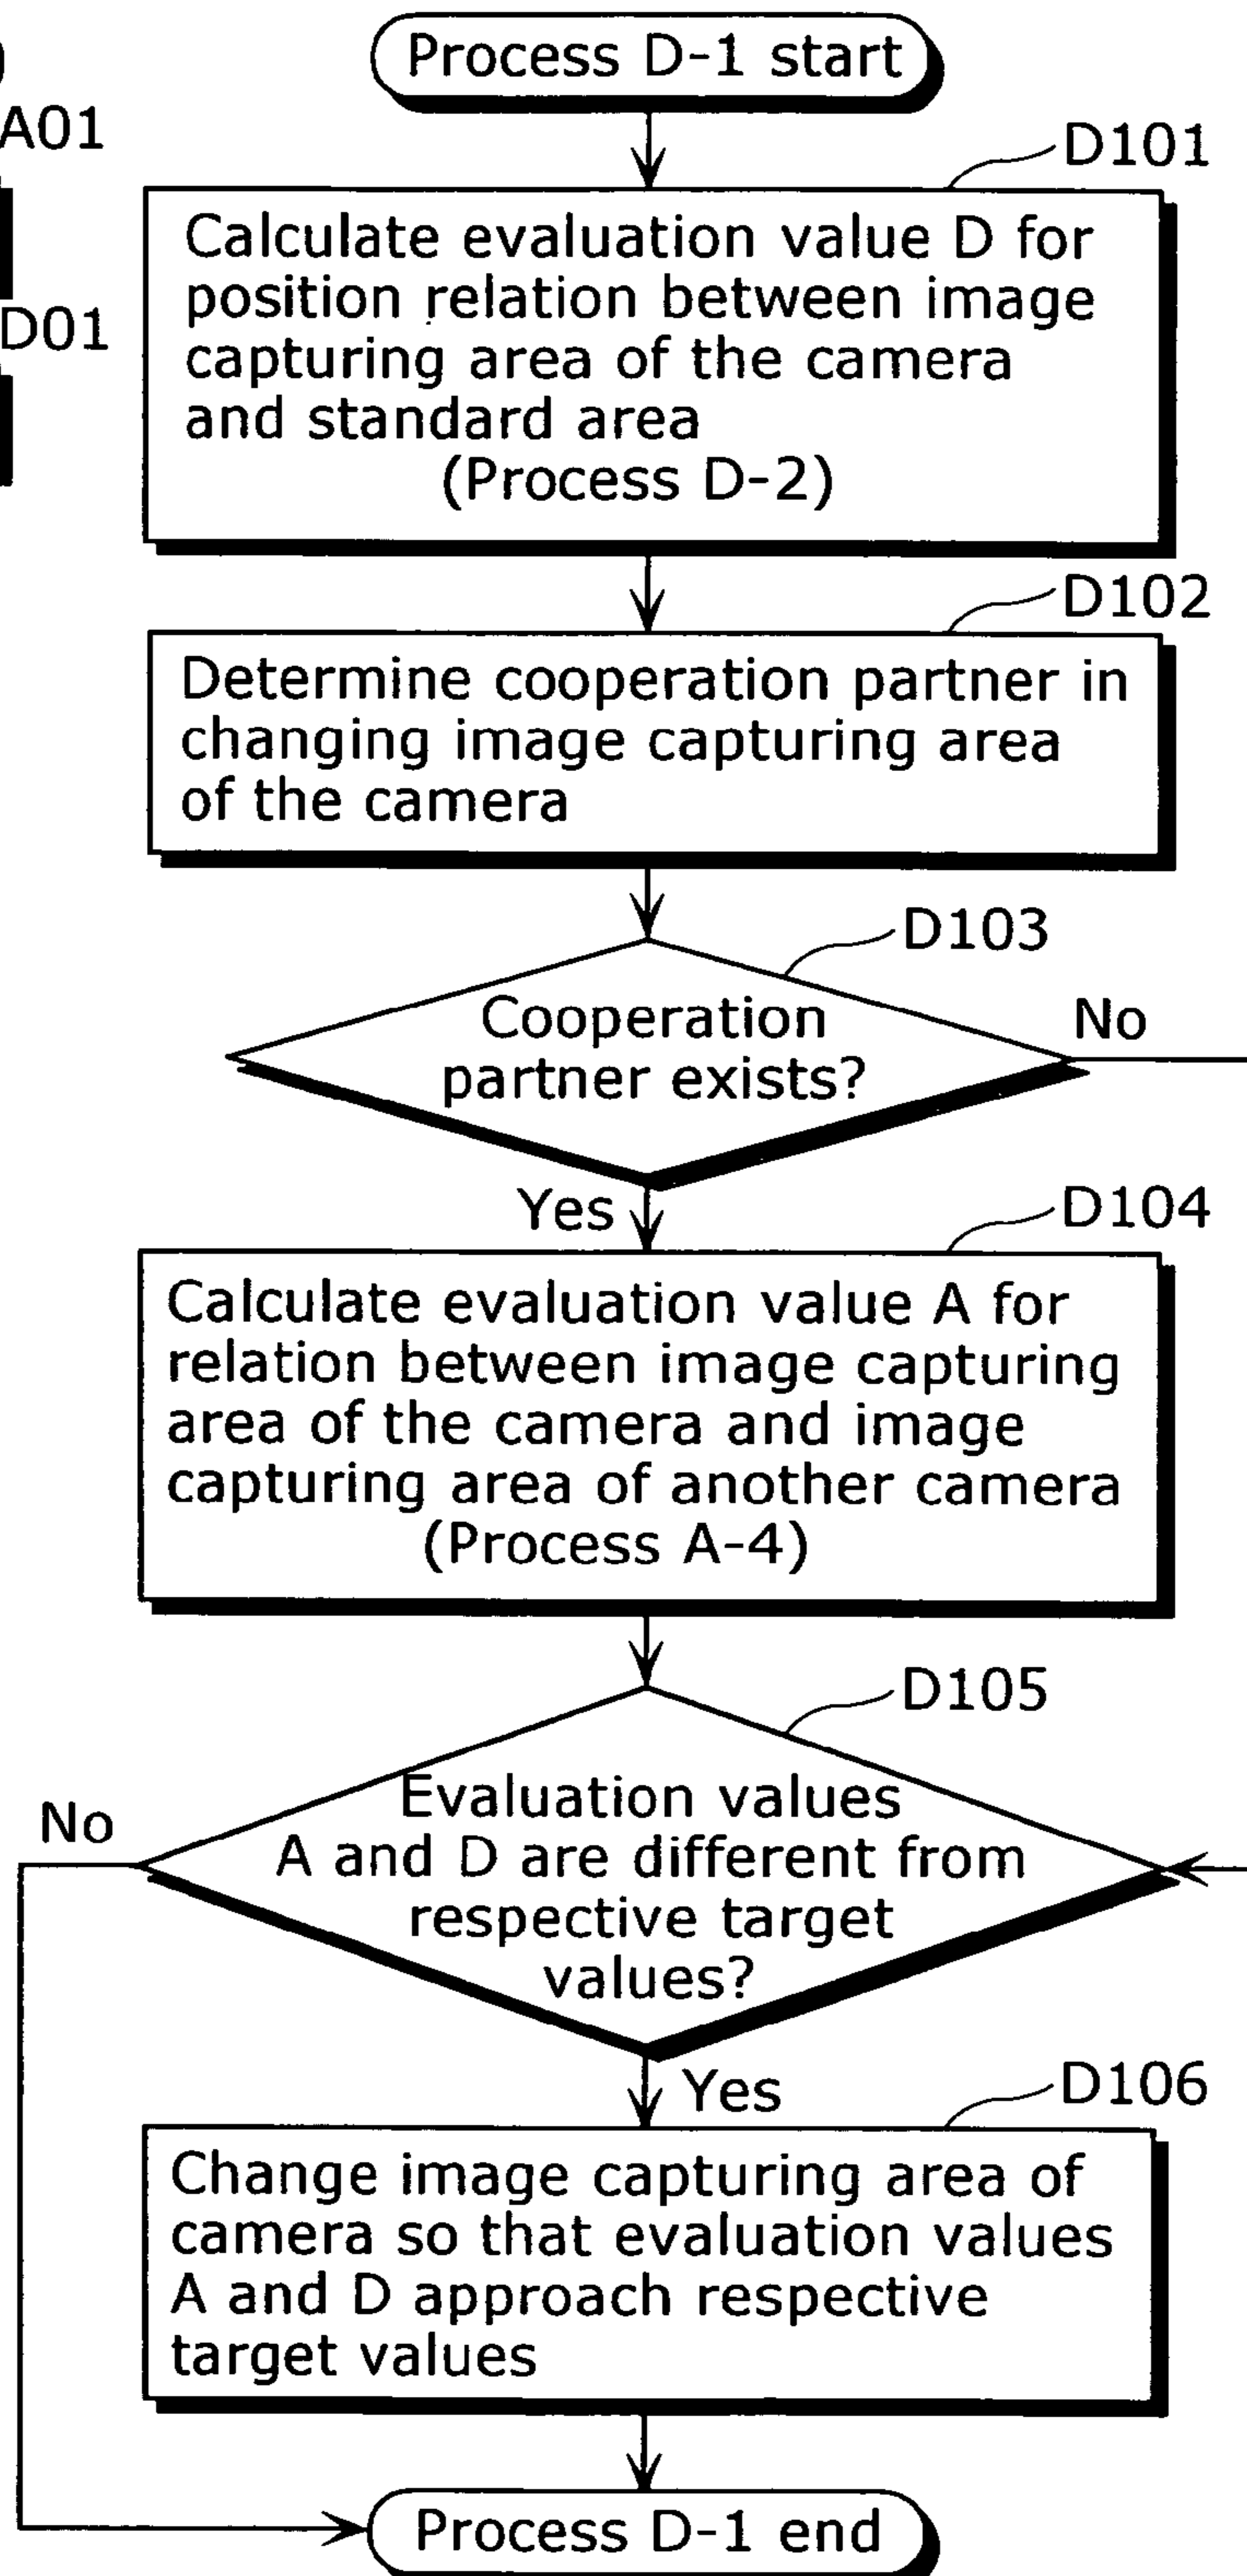 Process D-1 start
A01
D101
Calculate evaluation value D for
position relation between image
capturing area of the camera
and standard area
(Process D-2)
D01
D102
Determine cooperation partner in
changing image capturing area
of the camera
D103
Cooperation
partner exists?
No
Yes
D104
Calculate evaluation value A for
relation between image capturing
area of the camera and image
capturing area of another camera
(Process A-4)
D105
Evaluation values
A and D are different from
respective target
values?
No
Yes
D106
Change image capturing area of
camera so that evaluation values
A and D approach respective
target values
Process D-1 end